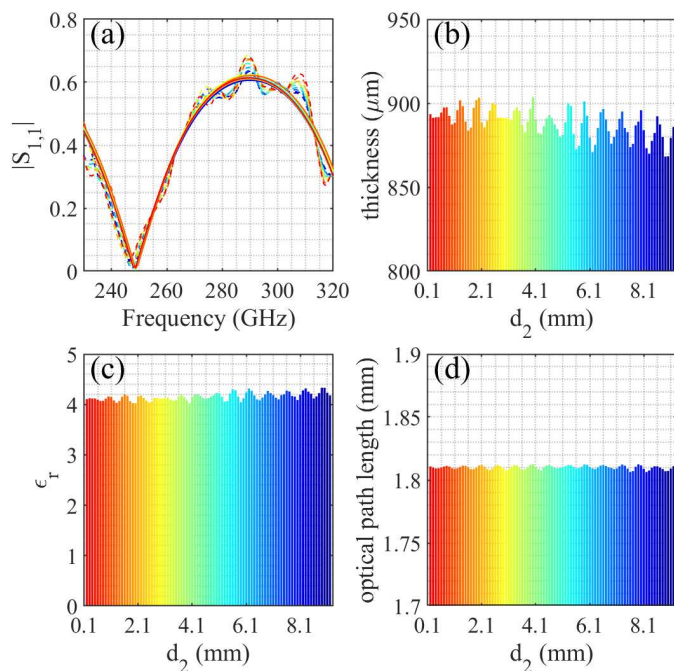 (a)
0.8
0.6
0.4
0.2
0
|S1,1|
240 260 280 300 320
Frequency (GHz)
(b)
950
900
850
800
thickness (μm)
0.1 2.1 4.1 6.1 8.1
d2 (mm)
(c)
5
4
3
2
1
0
ϵr
0.1 2.1 4.1 6.1 8.1
d2 (mm)
(d)
1.9
1.85
1.8
1.75
1.7
optical path length (mm)
0.1 2.1 4.1 6.1 8.1
d2 (mm)